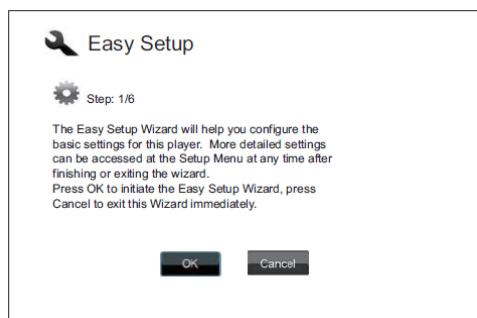 Easy Setup
Step: 1/6
The Easy Setup Wizard will help you configure the
basic settings for this player. More detailed settings
can be accessed at the Setup Menu at any time after
finishing or exiting the wizard.
Press OK to initiate the Easy Setup Wizard, press
Cancel to exit this Wizard immediately.
OK
Cancel